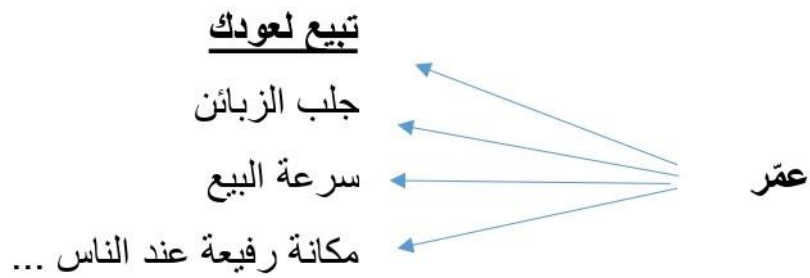 تبيع لعودك
جلب الزبائن
سرعة البيع
عمّر
مكانة رفيعة عند الناس ...